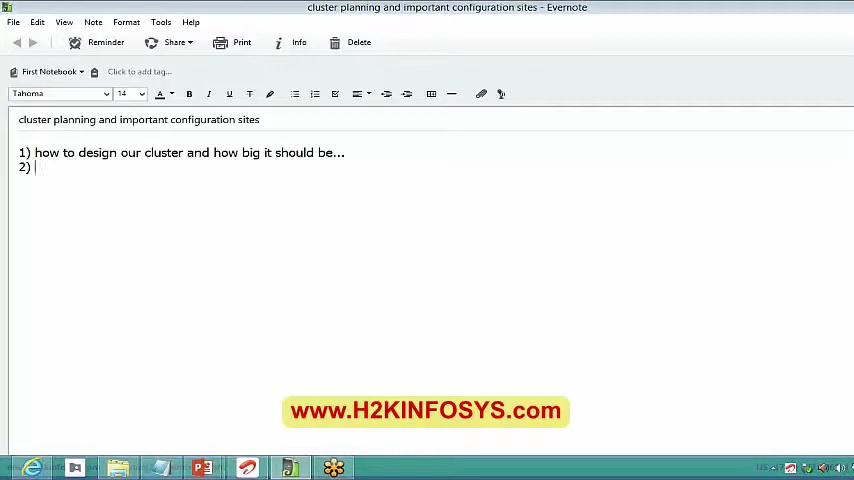 cluster planning and important configuration sites - Evernote
File Edit View Note Format Tools Help
Reminder Share Print Info Delete
First Notebook Click to add tag...
Tahoma 14 A B I U T
cluster planning and important configuration sites
1) how to design our cluster and how big it should be...
2)
www.H2KINFOSYS.com
US